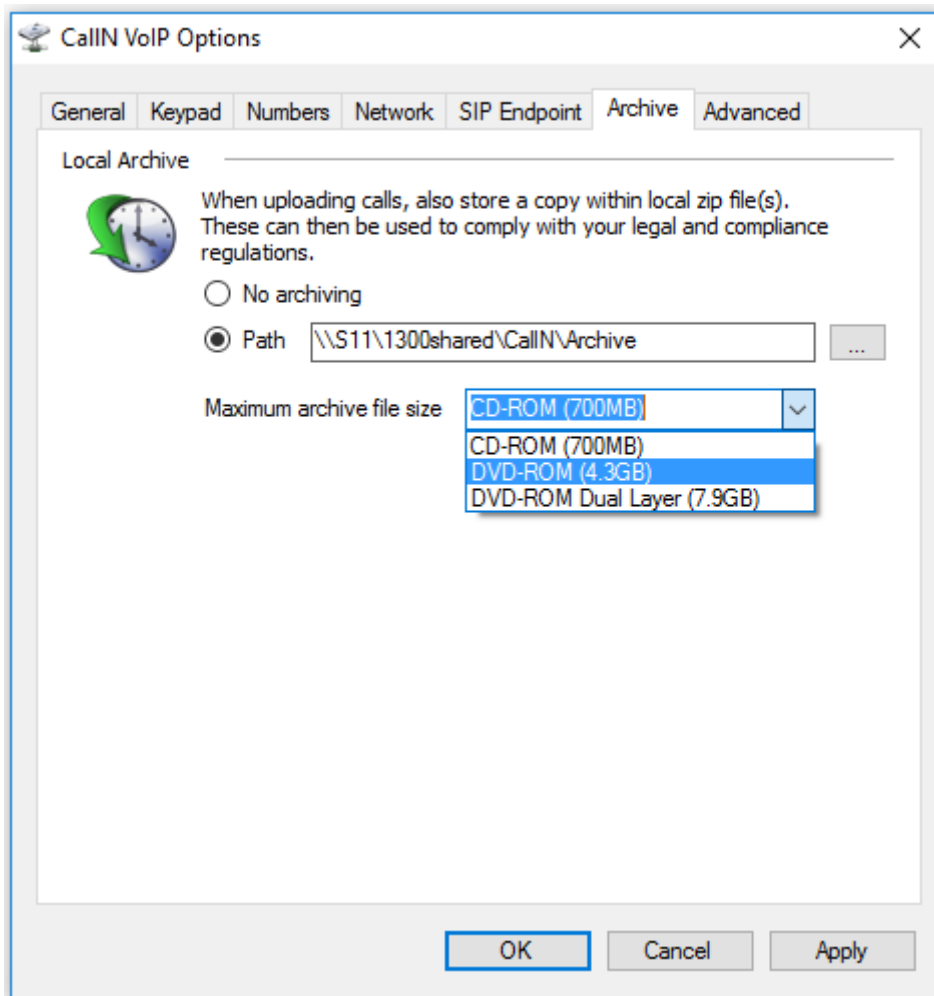 CallN VoIP Options
General Keypad Numbers Network SIP Endpoint Archive Advanced
Local Archive
When uploading calls, also store a copy within local zip file(s).
These can then be used to comply with your legal and compliance
regulations.
No archiving
Path \\S11\1300shared\CallN\Archive ...
Maximum archive file size CD-ROM (700MB)
CD-ROM (700MB)
DVD-ROM (4.3GB)
DVD-ROM Dual Layer (7.9GB)
OK Cancel Apply